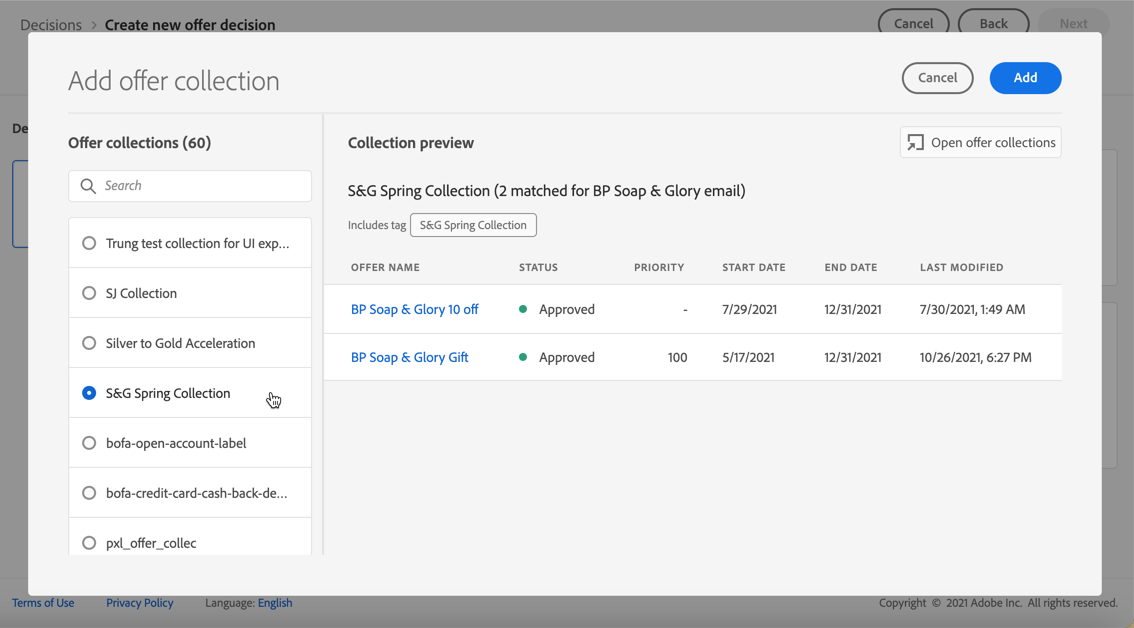 Decisions > Create new offer decision
Cancel
Back
Next
Add offer collection
Cancel
Add
De
Offer collections (60)
Search
Trung test collection for UI exp...
SJ Collection
Silver to Gold Acceleration
S&G Spring Collection
bofa-open-account-label
bofa-credit-card-cash-back-de...
pxl_offer_collec
Collection preview
Open offer collections
S&G Spring Collection (2 matched for BP Soap & Glory email)
Includes tag S&G Spring Collection
OFFER NAME STATUS PRIORITY START DATE END DATE LAST MODIFIED
BP Soap & Glory 10 off Approved - 7/29/2021 12/31/2021 7/30/2021, 1:49 AM
BP Soap & Glory Gift Approved 100 5/17/2021 12/31/2021 10/26/2021, 6:27 PM
Terms of Use Privacy Policy Language: English
Copyright © 2021 Adobe Inc. All rights reserved.